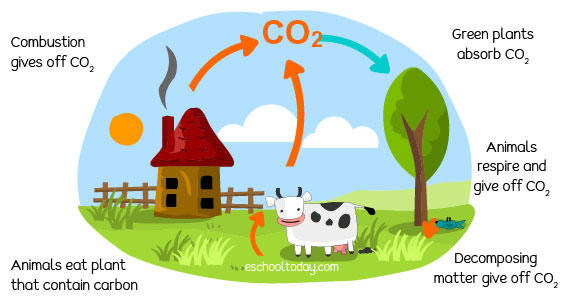 Combustion
gives off CO₂
CO₂
Green plants
absorb CO₂
Animals
respire and
give off CO₂
Animals eat plant
that contain carbon
eschooltoday.com
Decomposing
matter give off CO₂